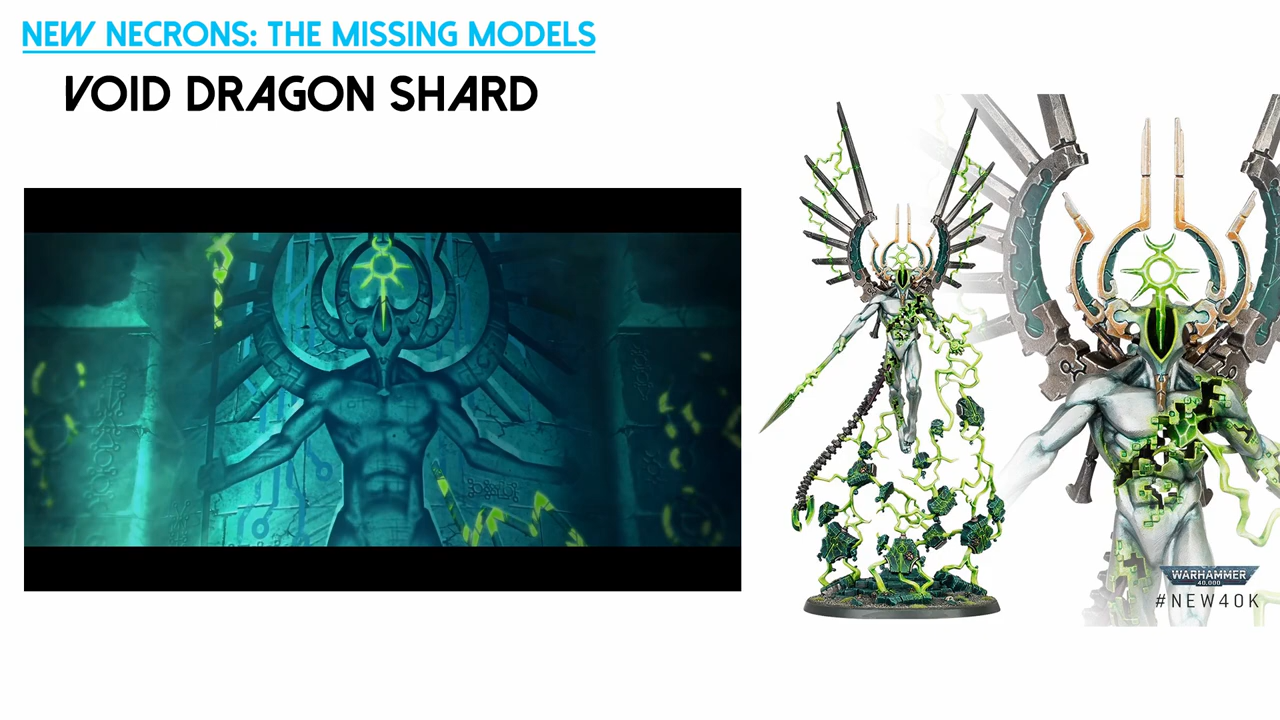 NEW NECRONS: THE MISSING MODELS
VOID DRAGON SHARD
WARHAMMER
40,000
#NEW40K